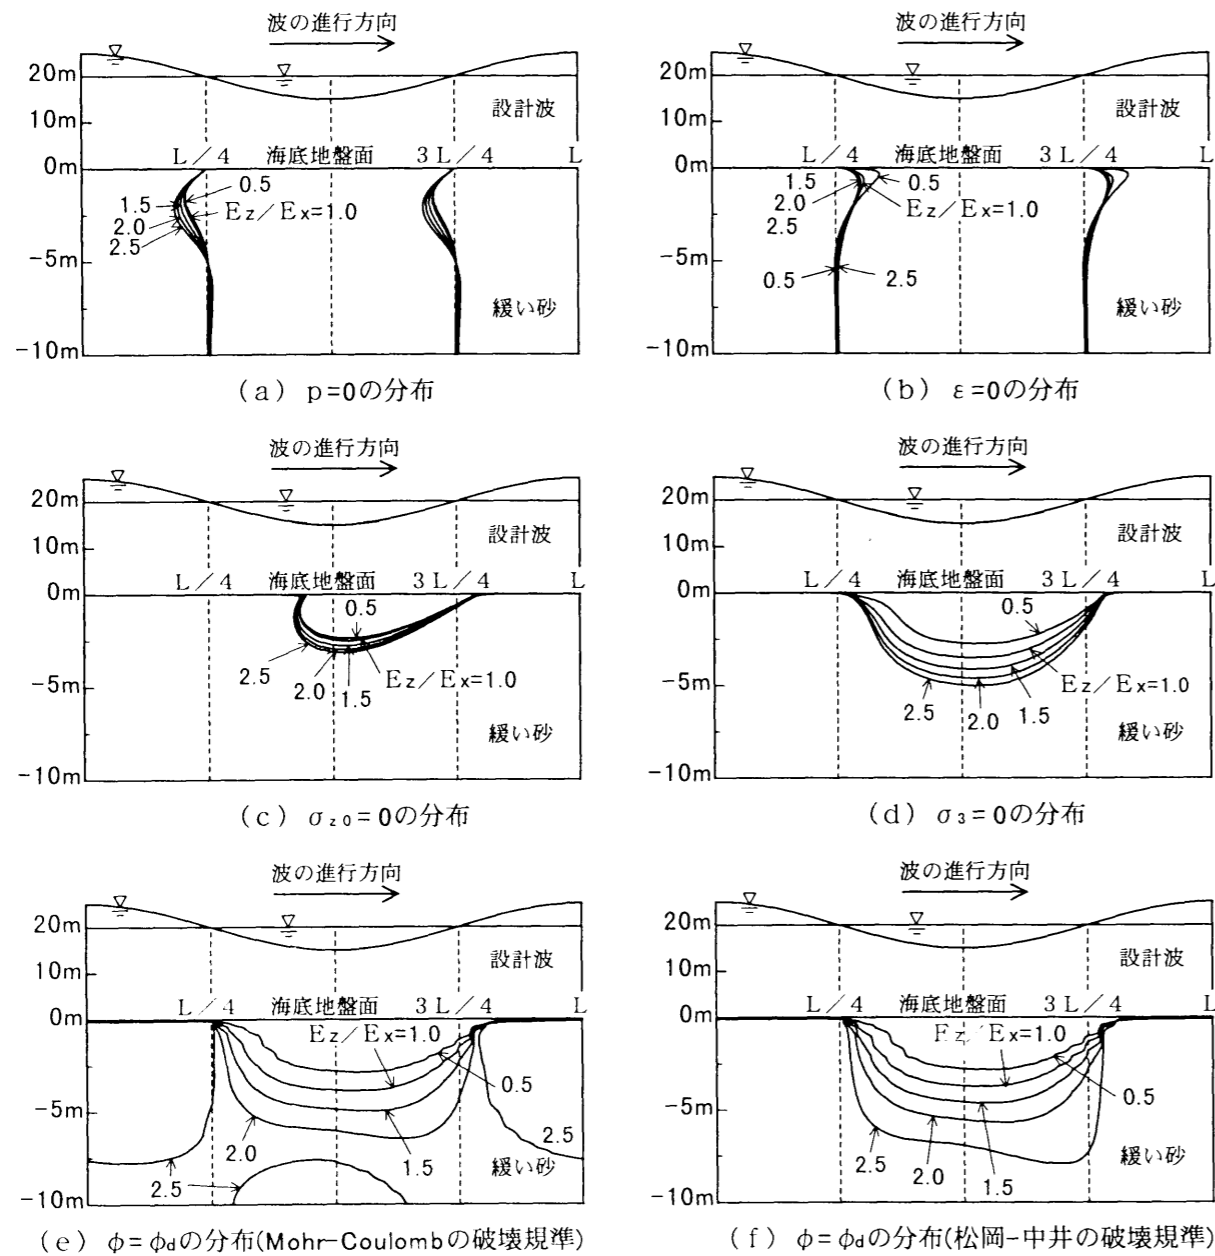 波の進行方向
20m
設計波
10m
L/4 海底地盤面 3L/4 L
0m
0.5
1.5
Ez/Ex=1.0
2.0
2.5
-5m
緩い砂
-10m
(a) p=0の分布
波の進行方向
20m
設計波
10m
L/4 海底地盤面 3L/4 L
0m
1.5
0.5
2.0
Ez/Ex=1.0
2.5
-5m
0.5
2.5
緩い砂
-10m
(b) ε=0の分布
波の進行方向
20m
設計波
10m
L/4 海底地盤面 3L/4 L
0m
0.5
2.5
2.0
1.5
Ez/Ex=1.0
-5m
緩い砂
-10m
(c) σz0=0の分布
波の進行方向
20m
設計波
10m
L/4 海底地盤面 3L/4 L
0m
0.5
Ez/Ex=1.0
-5m
2.5
2.0
1.5
緩い砂
-10m
(d) σ3=0の分布
波の進行方向
20m
設計波
10m
L/4 海底地盤面 3L/4 L
0m
Ez/Ex=1.0
0.5
-5m
2.0
1.5
2.5
2.5
緩い砂
-10m
(e) φ=φdの分布(Mohr-Coulombの破壊規準)
波の進行方向
20m
設計波
10m
L/4 海底地盤面 3L/4 L
0m
Ez/Ex=1.0
0.5
-5m
2.5
2.0
1.5
緩い砂
-10m
(f) φ=φdの分布(松岡-中井の破壊規準)